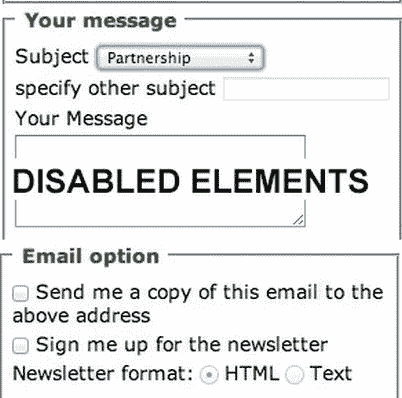 Your message
Subject Partnership
specify other subject
Your Message
DISABLED ELEMENTS
Email option
Send me a copy of this email to the
above address
Sign me up for the newsletter
Newsletter format: HTML Text